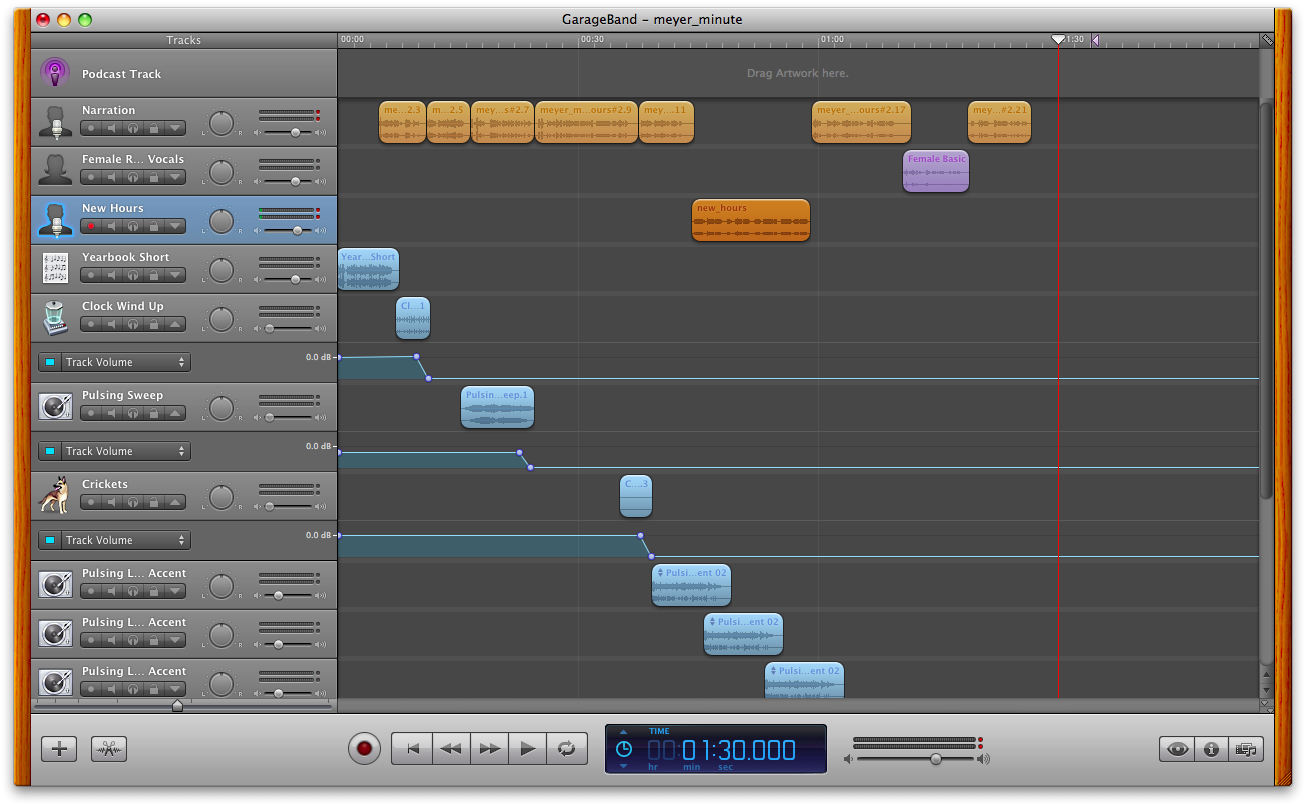 GarageBand – meyer_minute
Tracks
00:00
00:30
01:00
1:30
Podcast Track
Drag Artwork here.
Narration
L R
me...2.3
m...2.5
mey...s#2.7
meyer_m...ours#2.9
mey....11
meyer_...ours#2.17
mey...#2.21
Female R... Vocals
L R
Female Basic
New Hours
L R
new_hours
Yearbook Short
L R
Year...Short
Clock Wind Up
L R
Cl...1
Track Volume
0.0 dB
Pulsing Sweep
L R
Pulsin...eep.1
Track Volume
0.0 dB
Crickets
L R
C...3
Track Volume
0.0 dB
Pulsing L... Accent
L R
Pulsi...ent 02
Pulsing L... Accent
L R
Pulsi...ent 02
Pulsing L... Accent
L R
Pulsi...ent 02
TIME
00:01:30.000
hr min sec